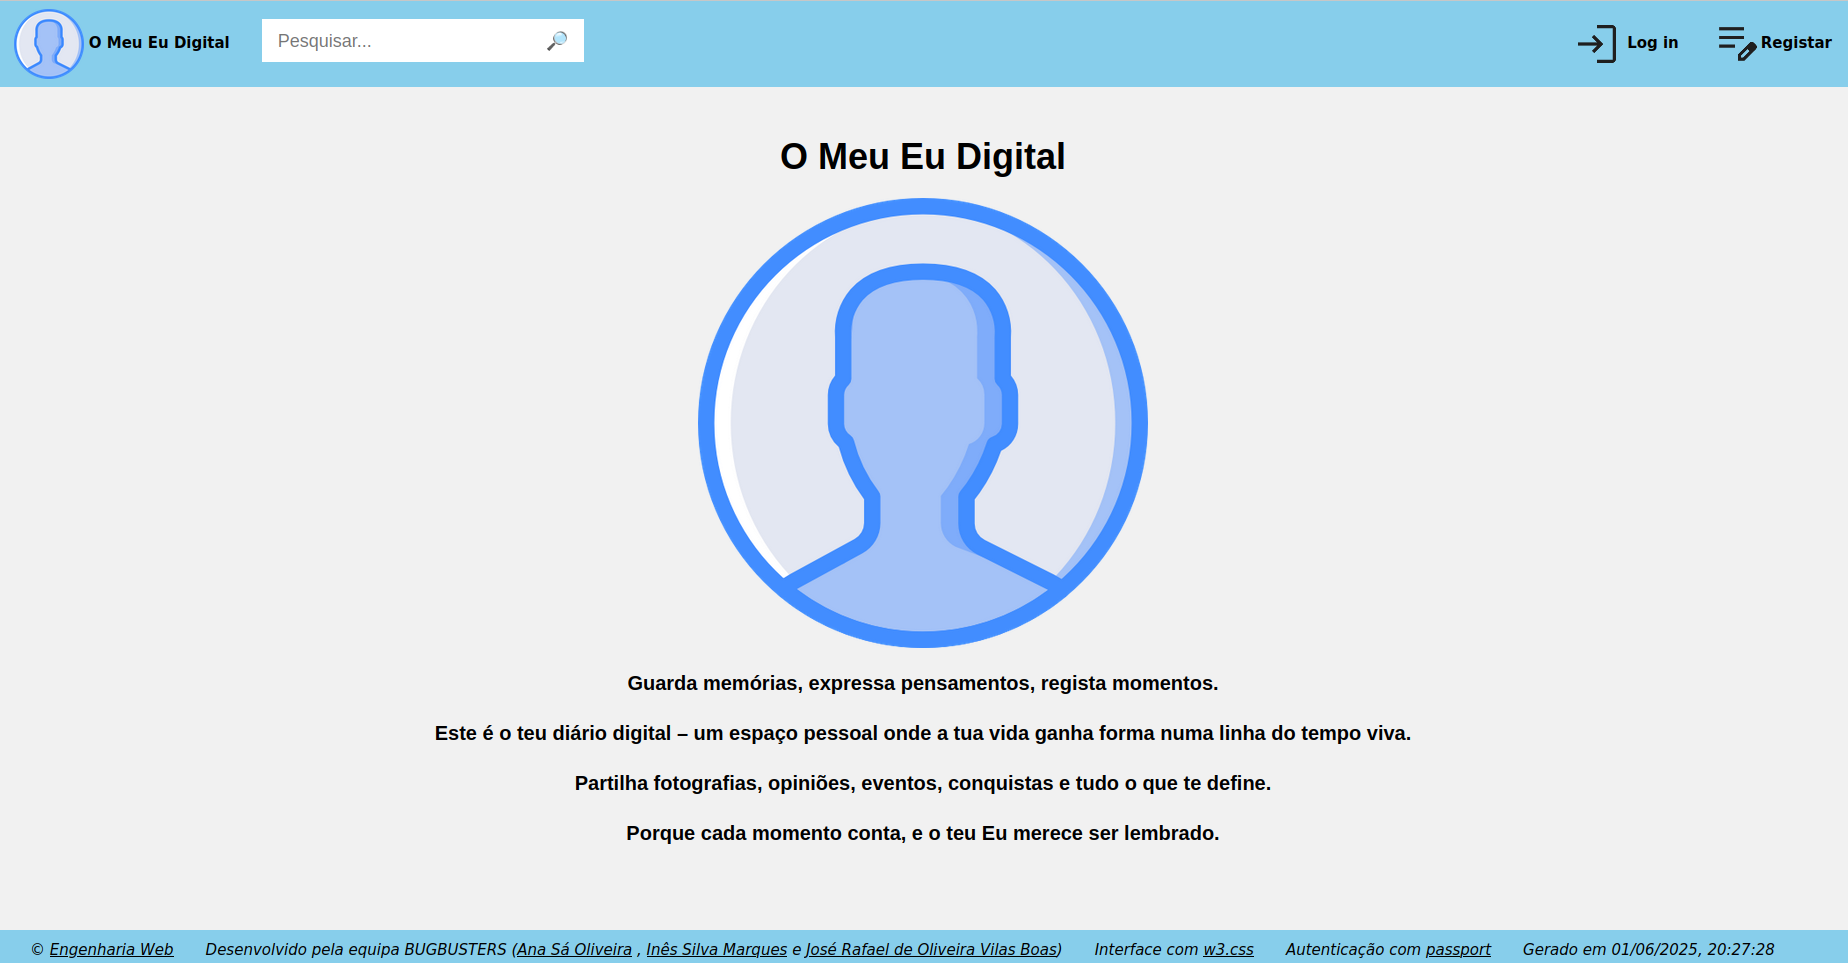 O Meu Eu Digital
Pesquisar...
Log in
Registar
O Meu Eu Digital
Guarda memórias, expressa pensamentos, regista momentos.
Este é o teu diário digital – um espaço pessoal onde a tua vida ganha forma numa linha do tempo viva.
Partilha fotografias, opiniões, eventos, conquistas e tudo o que te define.
Porque cada momento conta, e o teu Eu merece ser lembrado.
© Engenharia Web Desenvolvido pela equipa BUGBUSTERS (Ana Sá Oliveira , Inês Silva Marques e José Rafael de Oliveira Vilas Boas) Interface com w3.css Autenticação com passport Gerado em 01/06/2025, 20:27:28